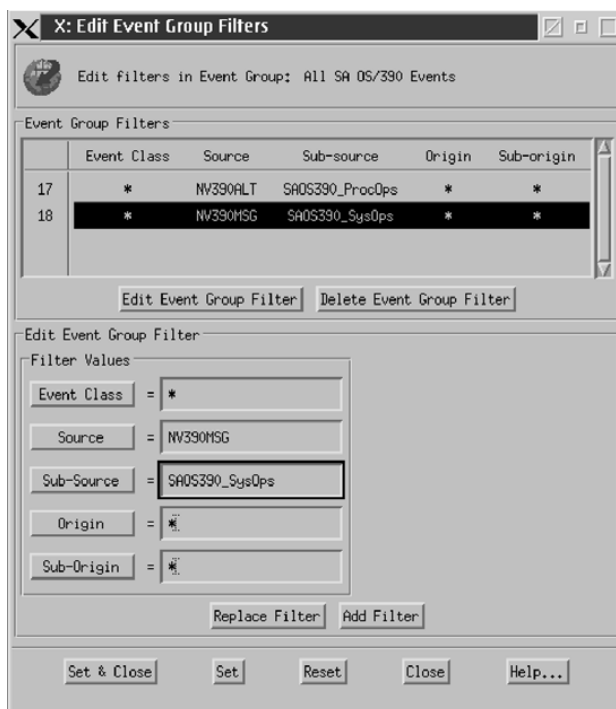 X: Edit Event Group Filters
Edit filters in Event Group: All SA OS/390 Events
Event Group Filters
Event Class Source Sub-source Origin Sub-origin
17 * NV390ALT SAOS390_ProcOps * *
18 * NV390MSG SAOS390_SysOps * *
Edit Event Group Filter Delete Event Group Filter
Edit Event Group Filter
Filter Values
Event Class = *
Source = NV390MSG
Sub-Source = SAOS390_SysOps
Origin = *
Sub-Origin = *
Replace Filter Add Filter
Set & Close Set Reset Close Help...